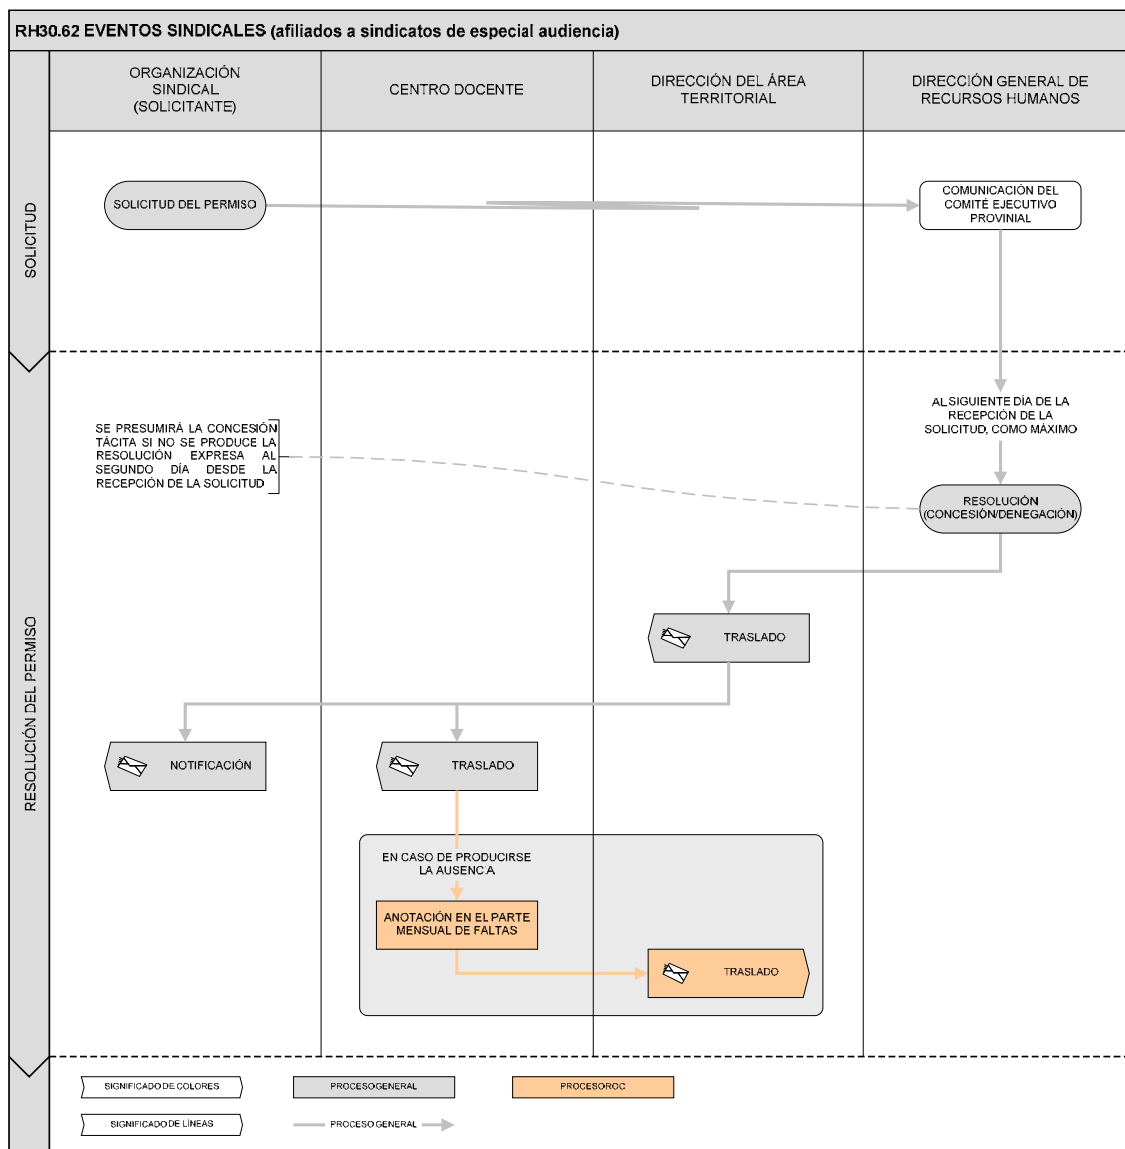 RH30.62 EVENTOS SINDICALES (afiliados a sindicatos de especial audiencia)
ORGANIZACIÓN
SINDICAL
(SOLICITANTE)
CENTRO DOCENTE
DIRECCIÓN DEL ÁREA
TERRITORIAL
DIRECCIÓN GENERAL DE
RECURSOS HUMANOS
SOLICITUD
SOLICITUD DEL PERMISO
COMUNICACIÓN DEL
COMITÉ EJECUTIVO
PROVINIAL
RESOLUCIÓN DEL PERMISO
AL SIGUIENTE DÍA DE LA
RECEPCIÓN DE LA
SOLICITUD, COMO MÁXIMO
SE PRESUMIRÁ LA CONCESIÓN
TÁCITA SI NO SE PRODUCE LA
RESOLUCIÓN EXPRESA AL
SEGUNDO DÍA DESDE LA
RECEPCIÓN DE LA SOLICITUD
RESOLUCIÓN
(CONCESIÓN/DENEGACIÓN)
TRASLADO
NOTIFICACIÓN
TRASLADO
EN CASO DE PRODUCIRSE
LA AUSENCIA
ANOTACIÓN EN EL PARTE
MENSUAL DE FALTAS
TRASLADO
SIGNIFICADO DE COLORES
PROCESO GENERAL
PROCESO ROC
SIGNIFICADO DE LÍNEAS
PROCESO GENERAL